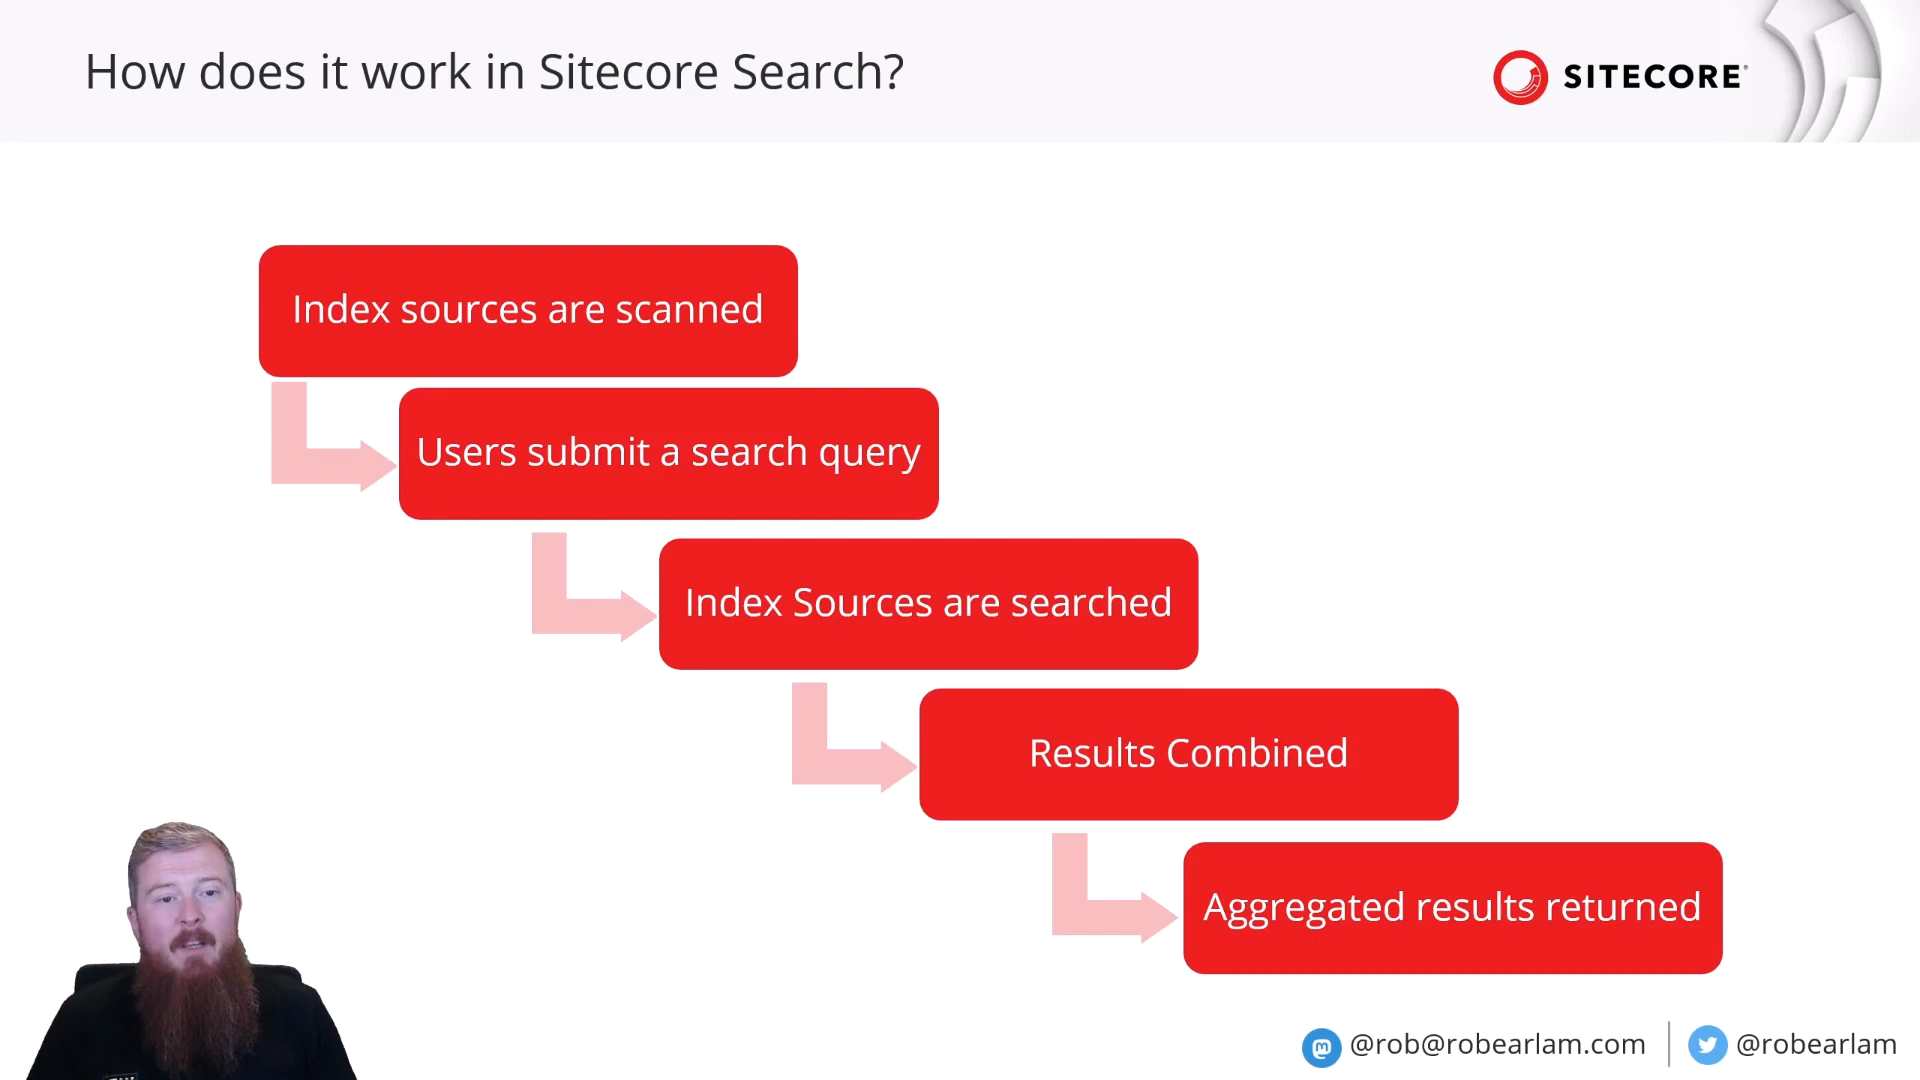 How does it work in Sitecore Search?
SITECORE
Index sources are scanned
Users submit a search query
Index Sources are searched
Results Combined
Aggregated results returned
@rob@robearlam.com
@robearlam